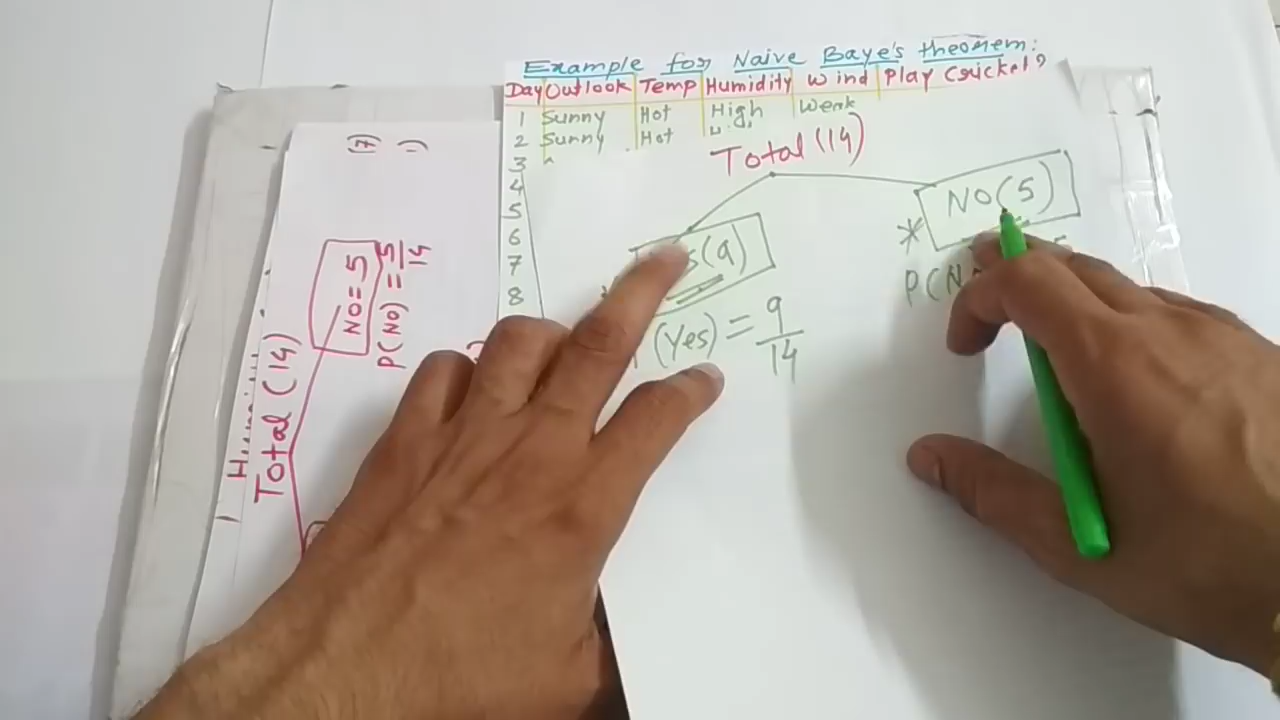 Example for Naive Baye's theorem:
Day Outlook Temp Humidity Wind Play Cricket?
1 Sunny Hot High Weak
2 Sunny Hot
3
4
5
6
7
8
Total (14)
NO(5)
(9)
(Yes) = 9/14
P(N
*
(7) 1)
NO=5
P(NO) = 5/14
Total (14)